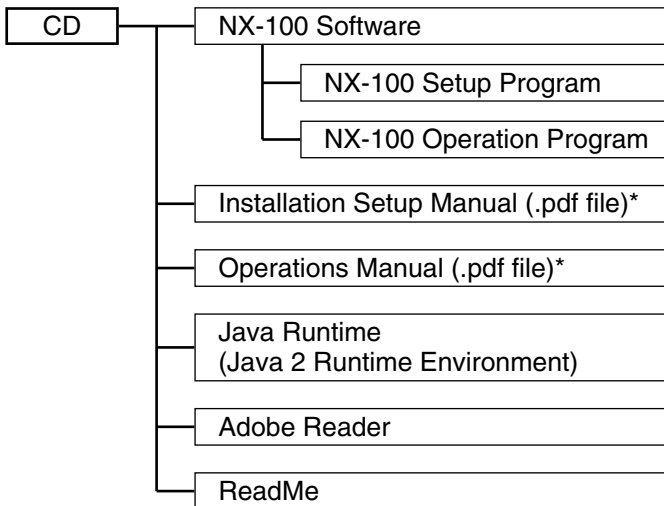 CD
NX-100 Software
NX-100 Setup Program
NX-100 Operation Program
Installation Setup Manual (.pdf file)*
Operations Manual (.pdf file)*
Java Runtime
(Java 2 Runtime Environment)
Adobe Reader
ReadMe